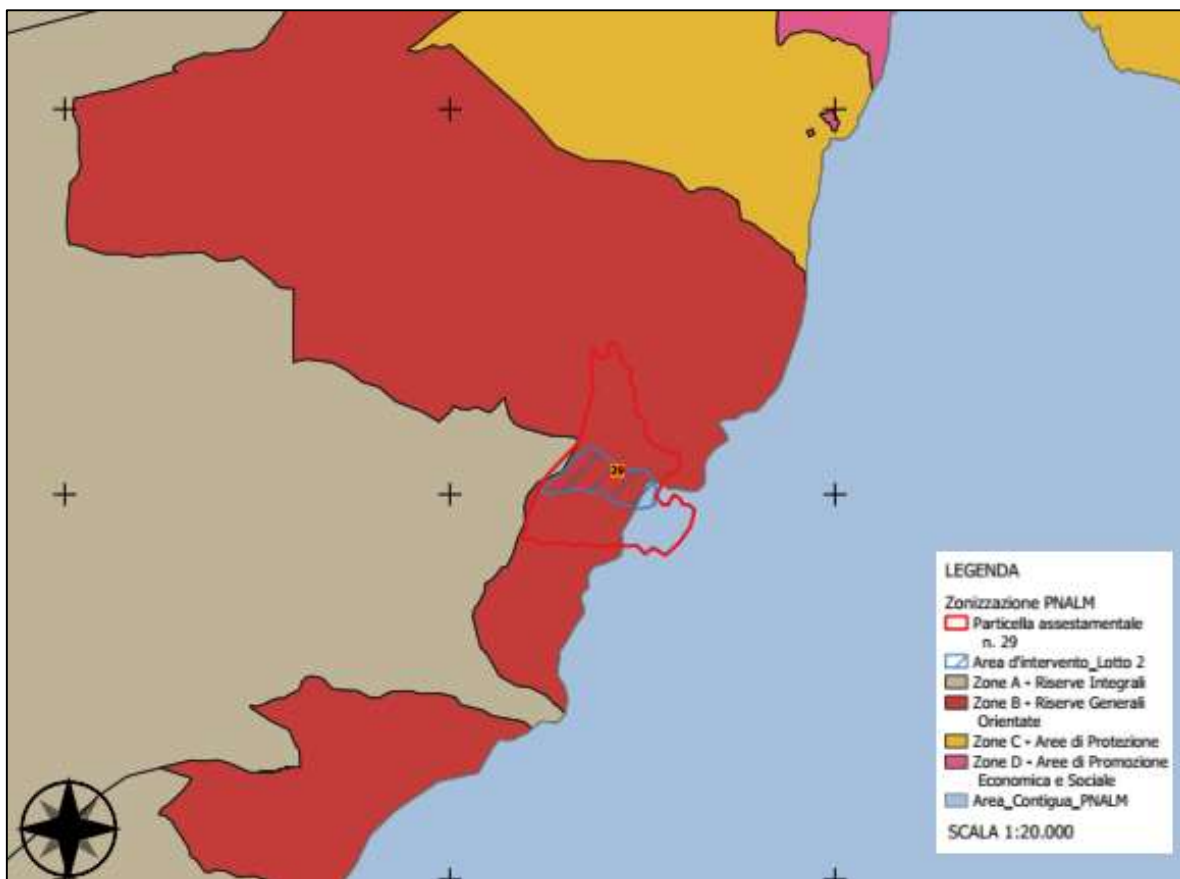 29
LEGENDA
Zonizzazione PNALM
Particella assestamentale
n. 29
Area d'intervento_Lotto 2
Zone A - Riserve Integrali
Zone B - Riserve Generali
Orientate
Zone C - Aree di Protezione
Zone D - Aree di Promozione
Economica e Sociale
Area_Contigua_PNALM
SCALA 1:20.000